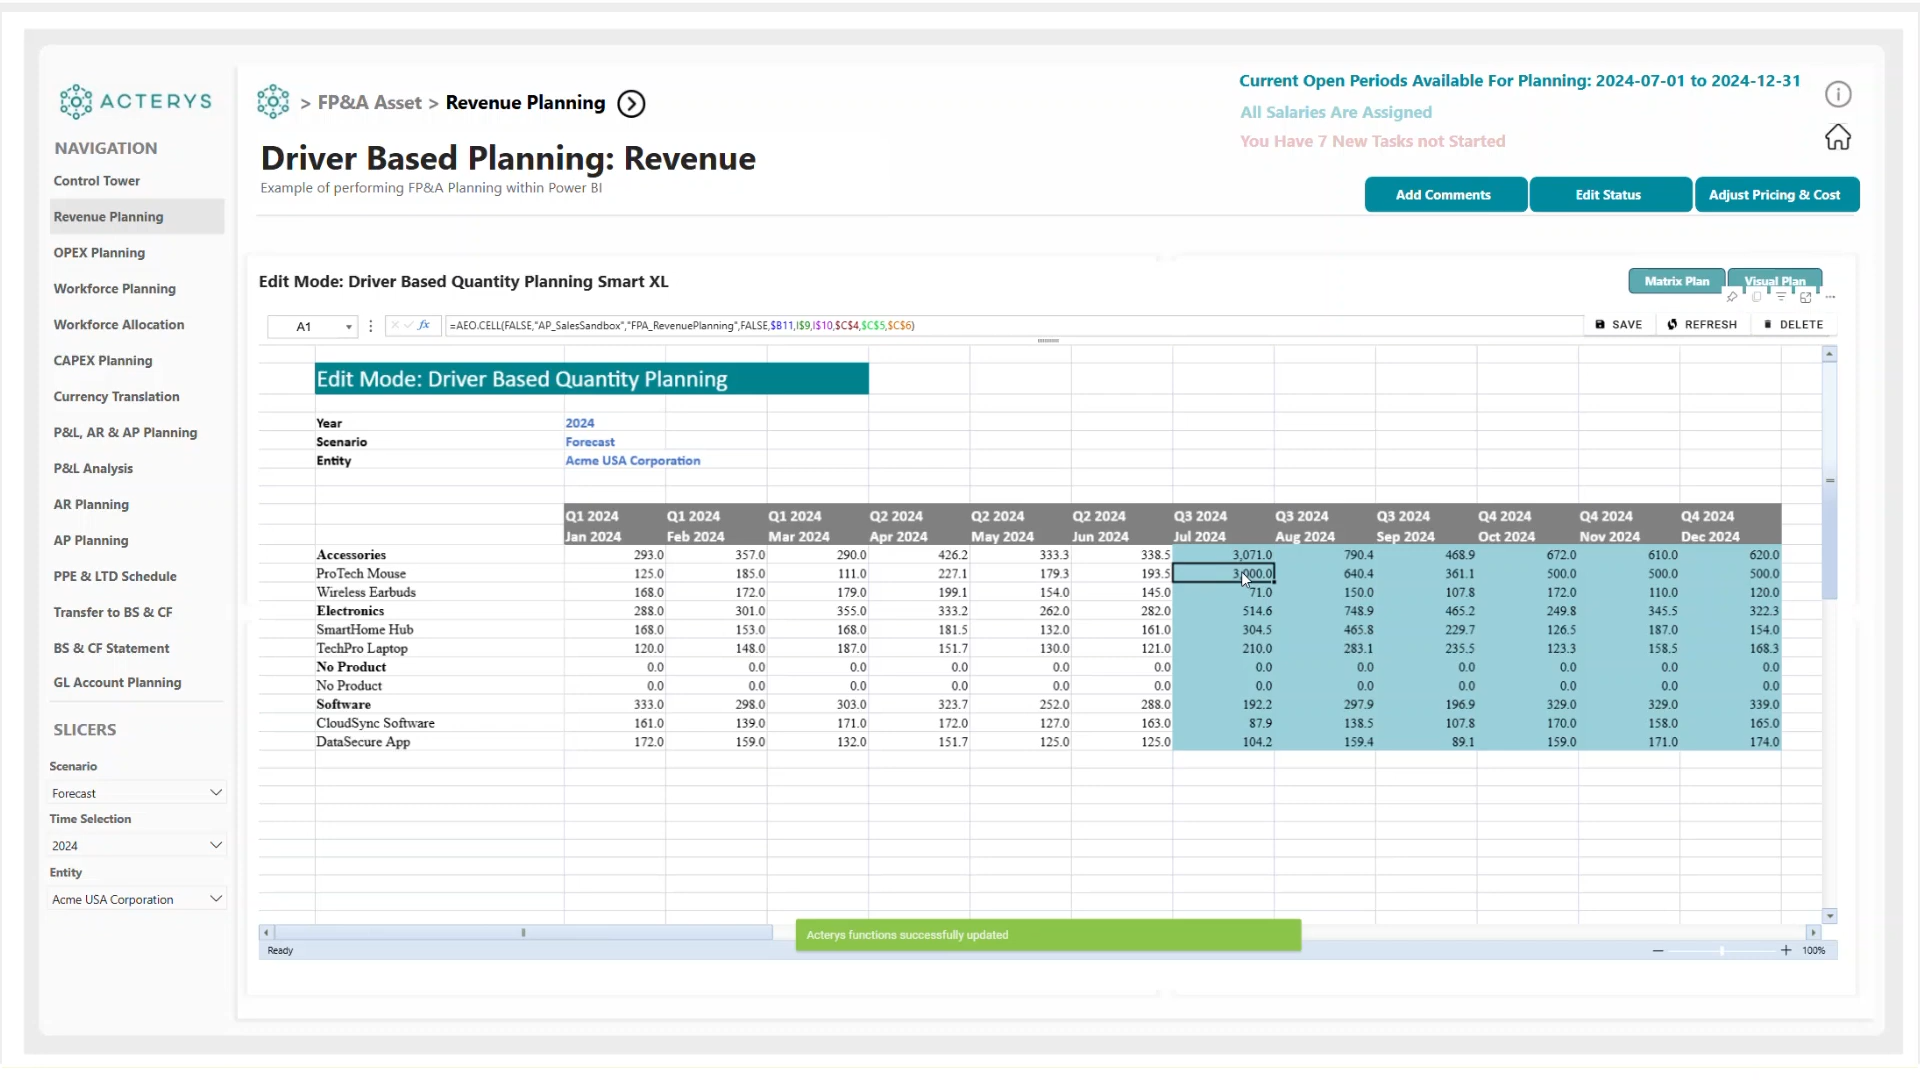 ACTERYS
NAVIGATION
Control Tower
Revenue Planning
OPEX Planning
Workforce Planning
Workforce Allocation
CAPEX Planning
Currency Translation
P&L, AR & AP Planning
P&L Analysis
AR Planning
AP Planning
PPE & LTD Schedule
Transfer to BS & CF
BS & CF Statement
GL Account Planning
SLICERS
Scenario
Forecast
Time Selection
2024
Entity
Acme USA Corporation
> FP&A Asset > Revenue Planning
Driver Based Planning: Revenue
Example of performing FP&A Planning within Power BI
Current Open Periods Available For Planning: 2024-07-01 to 2024-12-31
All Salaries Are Assigned
You Have 7 New Tasks not Started
Add Comments Edit Status Adjust Pricing & Cost
Edit Mode: Driver Based Quantity Planning Smart XL
Matrix Plan Visual Plan
A1 fx =AEO.CELL(FALSE,"AP_SalesSandbox","FPA_RevenuePlanning",FALSE,$B11,I$9,I$10,$C$4,$C$5,$C$6) SAVE REFRESH DELETE
Edit Mode: Driver Based Quantity Planning
Year 2024
Scenario Forecast
Entity Acme USA Corporation
Q1 2024 Q1 2024 Q1 2024 Q2 2024 Q2 2024 Q2 2024 Q3 2024 Q3 2024 Q3 2024 Q4 2024 Q4 2024 Q4 2024
Jan 2024 Feb 2024 Mar 2024 Apr 2024 May 2024 Jun 2024 Jul 2024 Aug 2024 Sep 2024 Oct 2024 Nov 2024 Dec 2024
Accessories 293.0 357.0 290.0 426.2 333.3 338.5 3,071.0 790.4 468.9 672.0 610.0 620.0
ProTech Mouse 125.0 185.0 111.0 227.1 179.3 193.5 3,000.0 640.4 361.1 500.0 500.0 500.0
Wireless Earbuds 168.0 172.0 179.0 199.1 154.0 145.0 71.0 150.0 107.8 172.0 110.0 120.0
Electronics 288.0 301.0 355.0 333.2 262.0 282.0 514.6 748.9 465.2 249.8 345.5 322.3
SmartHome Hub 168.0 153.0 168.0 181.5 132.0 161.0 304.5 465.8 229.7 126.5 187.0 154.0
TechPro Laptop 120.0 148.0 187.0 151.7 130.0 121.0 210.0 283.1 235.5 123.3 158.5 168.3
No Product 0.0 0.0 0.0 0.0 0.0 0.0 0.0 0.0 0.0 0.0 0.0 0.0
No Product 0.0 0.0 0.0 0.0 0.0 0.0 0.0 0.0 0.0 0.0 0.0 0.0
Software 333.0 298.0 303.0 323.7 252.0 288.0 192.2 297.9 196.9 329.0 329.0 339.0
CloudSync Software 161.0 139.0 171.0 172.0 127.0 163.0 87.9 138.5 107.8 170.0 158.0 165.0
DataSecure App 172.0 159.0 132.0 151.7 125.0 125.0 104.2 159.4 89.1 159.0 171.0 174.0
Acterys functions successfully updated
Ready 100%